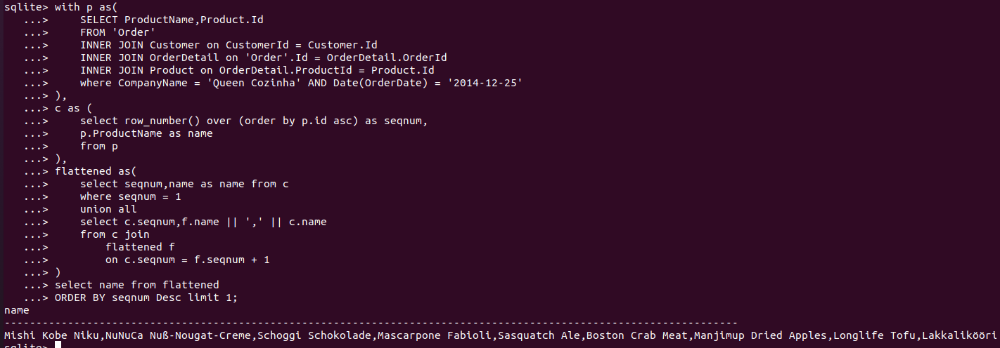 sqlite> with p as(
   ...>     SELECT ProductName,Product.Id
   ...>     FROM 'Order'
   ...>     INNER JOIN Customer on CustomerId = Customer.Id
   ...>     INNER JOIN OrderDetail on 'Order'.Id = OrderDetail.OrderId
   ...>     INNER JOIN Product on OrderDetail.ProductId = Product.Id
   ...>     where CompanyName = 'Queen Cozinha' AND Date(OrderDate) = '2014-12-25'
   ...> ),
   ...> c as (
   ...>     select row_number() over (order by p.id asc) as seqnum,
   ...>     p.ProductName as name
   ...>     from p
   ...> ),
   ...> flattened as(
   ...>     select seqnum,name as name from c
   ...>     where seqnum = 1
   ...>     union all
   ...>     select c.seqnum,f.name || ',' || c.name
   ...>     from c join
   ...>         flattened f
   ...>         on c.seqnum = f.seqnum + 1
   ...> )
   ...> select name from flattened
   ...> ORDER BY seqnum Desc limit 1;
name
--------------------------------------------------------------------------------------------------------------------
Mishi Kobe Niku,NuNuCa Nuß-Nougat-Creme,Schoggi Schokolade,Mascarpone Fabioli,Sasquatch Ale,Boston Crab Meat,Manjimup Dried Apples,Longlife Tofu,Lakkalikööri
sqlite>